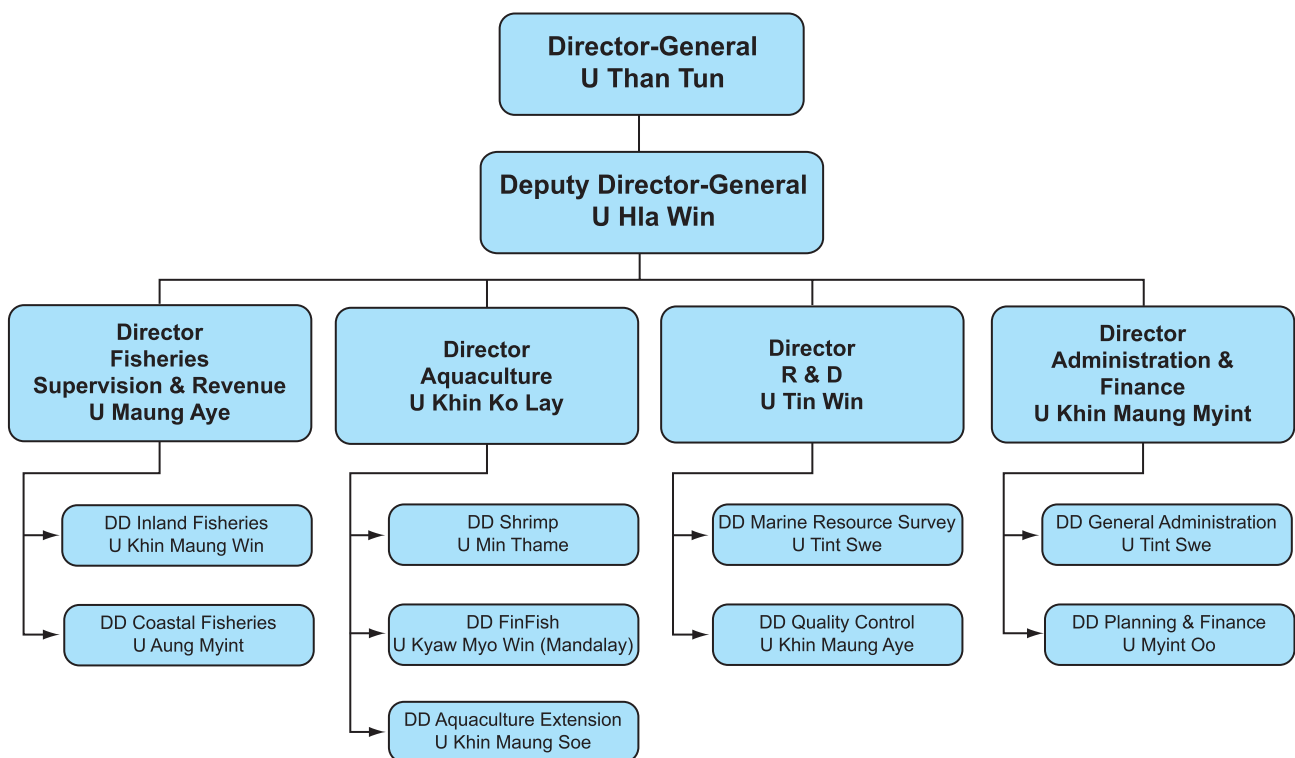 Director-General
U Than Tun
Deputy Director-General
U Hla Win
Director
Fisheries
Supervision & Revenue
U Maung Aye
Director
Aquaculture
U Khin Ko Lay
Director
R & D
U Tin Win
Director
Administration &
Finance
U Khin Maung Myint
DD Inland Fisheries
U Khin Maung Win
DD Coastal Fisheries
U Aung Myint
DD Shrimp
U Min Thame
DD FinFish
U Kyaw Myo Win (Mandalay)
DD Aquaculture Extension
U Khin Maung Soe
DD Marine Resource Survey
U Tint Swe
DD Quality Control
U Khin Maung Aye
DD General Administration
U Tint Swe
DD Planning & Finance
U Myint Oo